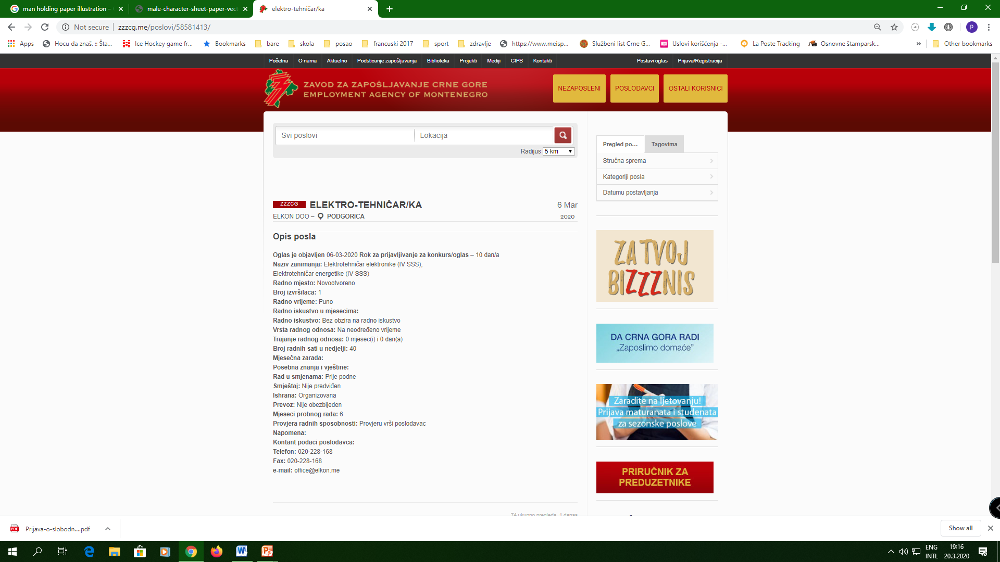 man holding paper illustration –
male-character-sheet-paper-vect
elektro-tehničar/ka
Not secure
zzzcg.me/poslovi/58581413/
P
Apps
Hocu da znaš. :: Šta...
Ice Hockey game fr...
Bookmarks
bare
skola
posao
francuski 2017
sport
zdravlje
https://www.meisp...
Službeni list Crne G...
Uslovi korišćenja -...
La Poste Tracking
Osnovne štamparsk...
»
Other bookmarks
Početna
O nama
Aktuelno
Podsticanje zapošljavanja
Biblioteka
Projekti
Mediji
CIPS
Kontakti
Postavi oglas
Prijava/Registracija
ZAVOD ZA ZAPOŠLJAVANJE CRNE GORE
EMPLOYMENT AGENCY OF MONTENEGRO
NEZAPOSLENI
POSLODAVCI
OSTALI KORISNICI
Svi poslovi
Lokacija
Radijus
5 km
Pregled po...
Tagovima
Stručna sprema
Kategoriji posla
Datumu postavljanja
ZZZCG
ELEKTRO-TEHNIČAR/KA
6 Mar
ELKON DOO –
PODGORICA
2020
Opis posla
Oglas je objavljen 06-03-2020 Rok za prijavljivanje za konkurs/oglas – 10 dan/a
Naziv zanimanja: Elektrotehničar elektronike (IV SSS),
Elektrotehničar energetike (IV SSS)
Radno mjesto: Novootvoreno
Broj izvršilaca: 1
Radno vrijeme: Puno
Radno iskustvo u mjesecima:
Radno iskustvo: Bez obzira na radno iskustvo
Vrsta radnog odnosa: Na neodređeno vrijeme
Trajanje radnog odnosa: 0 mjesec(i) i 0 dan(a)
Broj radnih sati u nedjelji: 40
Mjesečna zarada:
Posebna znanja i vještine:
Rad u smjenama: Prije podne
Smještaj: Nije predviđen
Ishrana: Organizovana
Prevoz: Nije obezbijeđen
Mjeseci probnog rada: 6
Provjera radnih sposobnosti: Provjeru vrši poslodavac
Napomena:
Kontant podaci poslodavca:
Telefon: 020-228-168
Fax: 020-228-168
e-mail: office@elkon.me
74 ukupno pregleda, 1 danas
ZA TVOJ
BIZZZNIS
DA CRNA GORA RADI
„Zaposlimo domaće”
Zaradite na ljetovanju!
Prijava maturanata i studenata
za sezonske poslove
PRIRUČNIK ZA
PREDUZETNIKE
PDF
Prijava-o-slobodn....pdf
Show all
ENG
INTL
19:16
20.3.2020